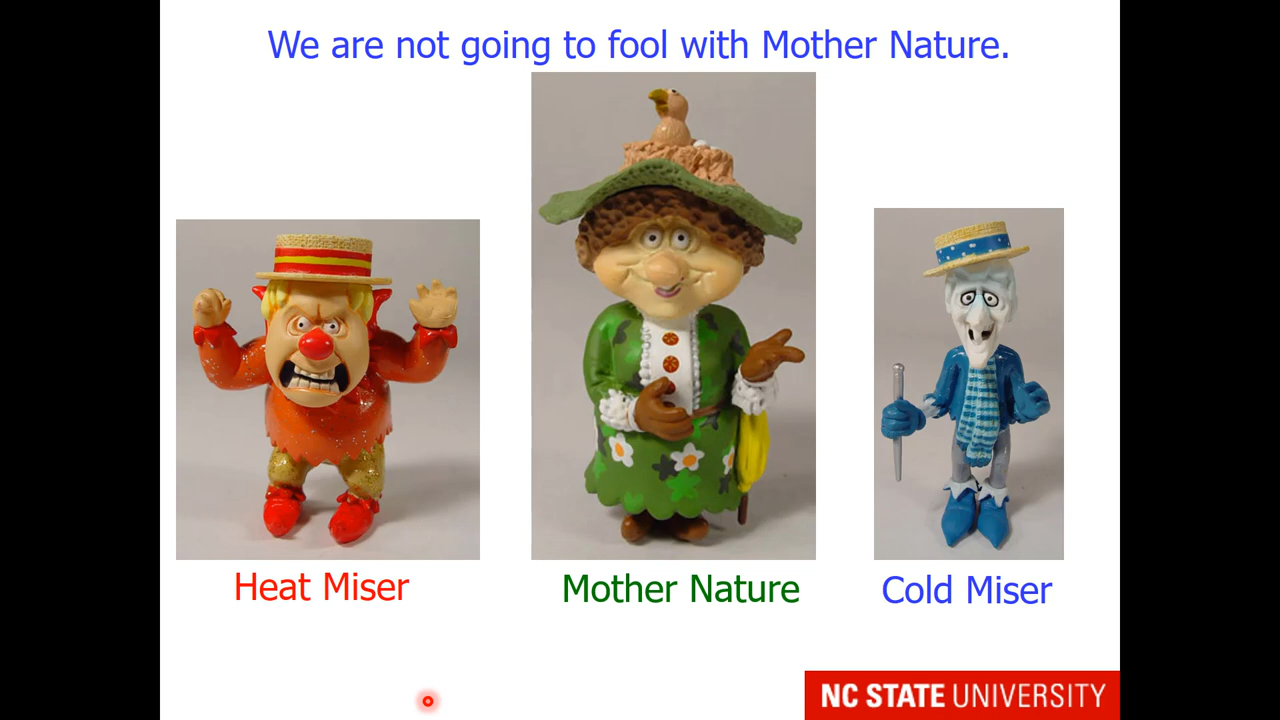 We are not going to fool with Mother Nature.
Heat Miser
Mother Nature
Cold Miser
NC STATE UNIVERSITY